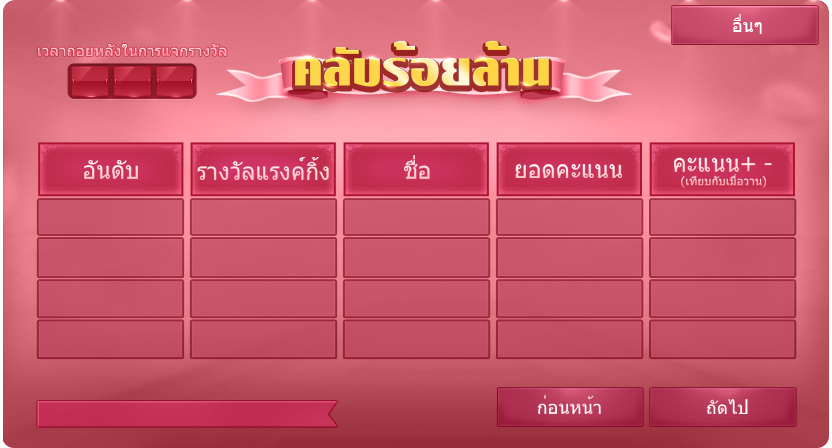 อื่นๆ
เวลาถอยหลังในการแจกรางวัล
คลับร้อยล้าน
อันดับ
รางวัลแรงค์กิ้ง
ชื่อ
ยอดคะแนน
คะแนน+ -
(เทียบกับเมื่อวาน)
ก่อนหน้า
ถัดไป